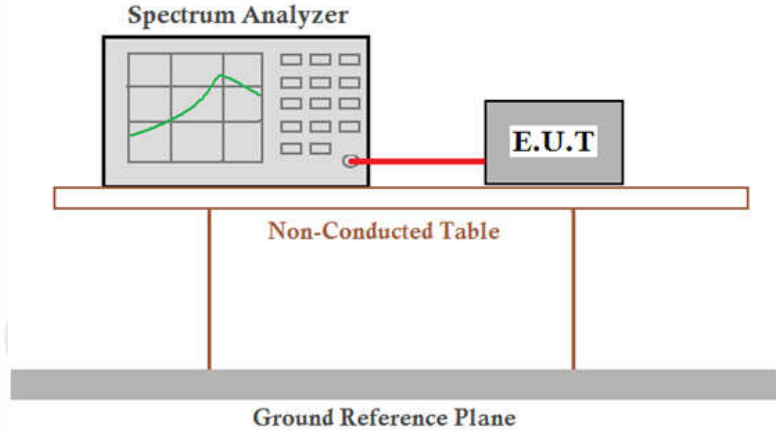 Spectrum Analyzer
E.U.T
Non-Conducted Table
Ground Reference Plane